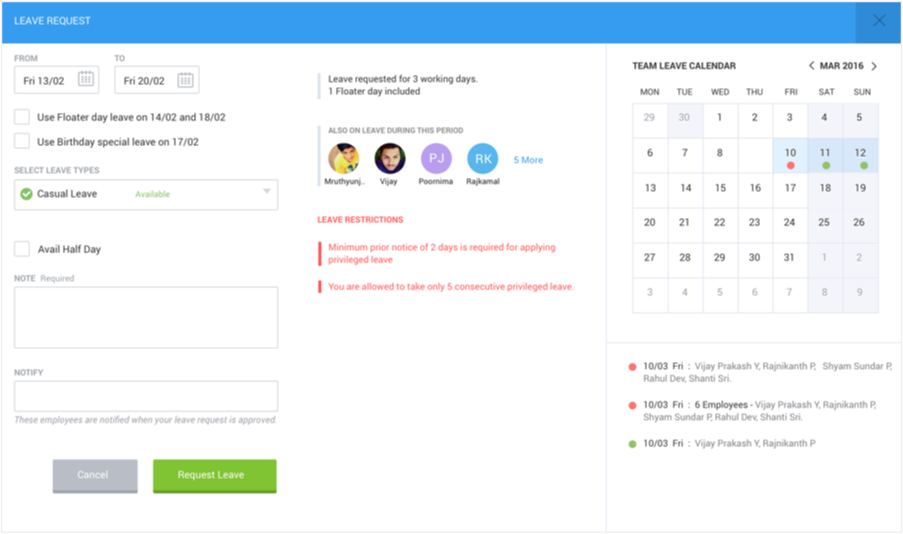 LEAVE REQUEST
FROM
TO
Fri 13/02
Fri 20/02
Use Floater day leave on 14/02 and 18/02
Use Birthday special leave on 17/02
SELECT LEAVE TYPES
Casual Leave Available
Avail Half Day
NOTE Required
NOTIFY
These employees are notified when your leave request is approved.
Cancel
Request Leave
Leave requested for 3 working days.
1 Floater day included
ALSO ON LEAVE DURING THIS PERIOD
PJ
RK
5 More
Mruthyunj.. Vijay Poornima Rajkamal
LEAVE RESTRICTIONS
Minimum prior notice of 2 days is required for applying
privileged leave
You are allowed to take only 5 consecutive privileged leave.
TEAM LEAVE CALENDAR
MAR 2016
MON TUE WED THU FRI SAT SUN
29 30 1 2 3 4 5
6 7 8 10 11 12
13 14 15 16 17 18 19
20 21 22 23 24 25 26
27 28 29 30 31 1 2
3 4 5 6 7 8 9
10/03 Fri : Vijay Prakash Y, Rajnikanth P, Shyam Sundar P,
Rahul Dev, Shanti Sri.
10/03 Fri : 6 Employees - Vijay Prakash Y, Rajnikanth P,
Shyam Sundar P, Rahul Dev, Shanti Sri.
10/03 Fri : Vijay Prakash Y, Rajnikanth P